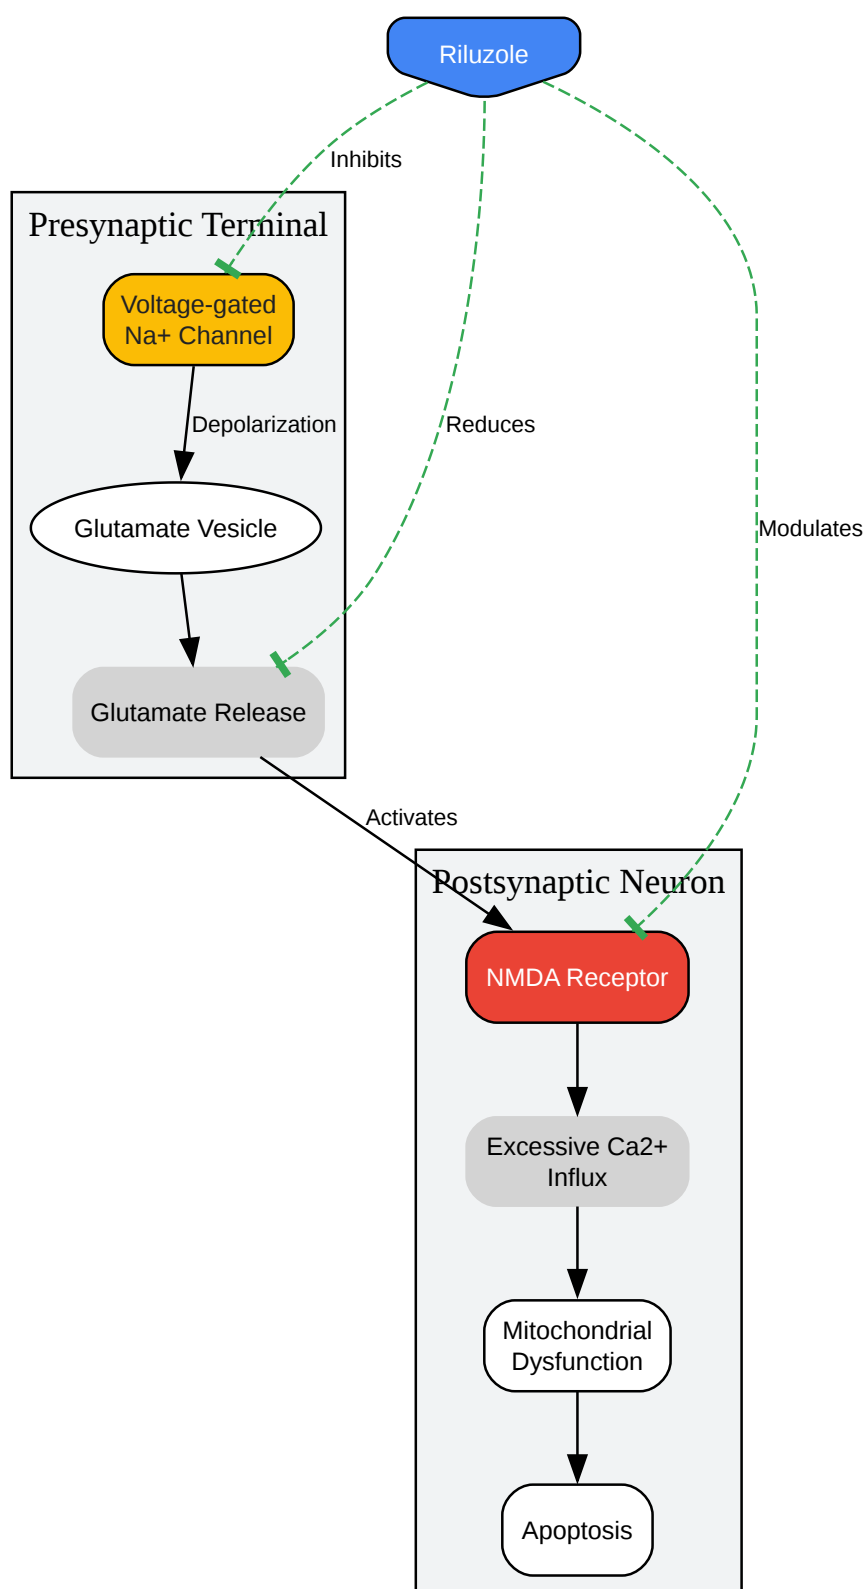 Riluzole
Inhibits
Presynaptic Terminal
Voltage-gated
Na+ Channel
Depolarization
Reduces
Glutamate Vesicle
Modulates
Glutamate Release
Activates
Postsynaptic Neuron
NMDA Receptor
Excessive Ca2+
Influx
Mitochondrial
Dysfunction
Apoptosis